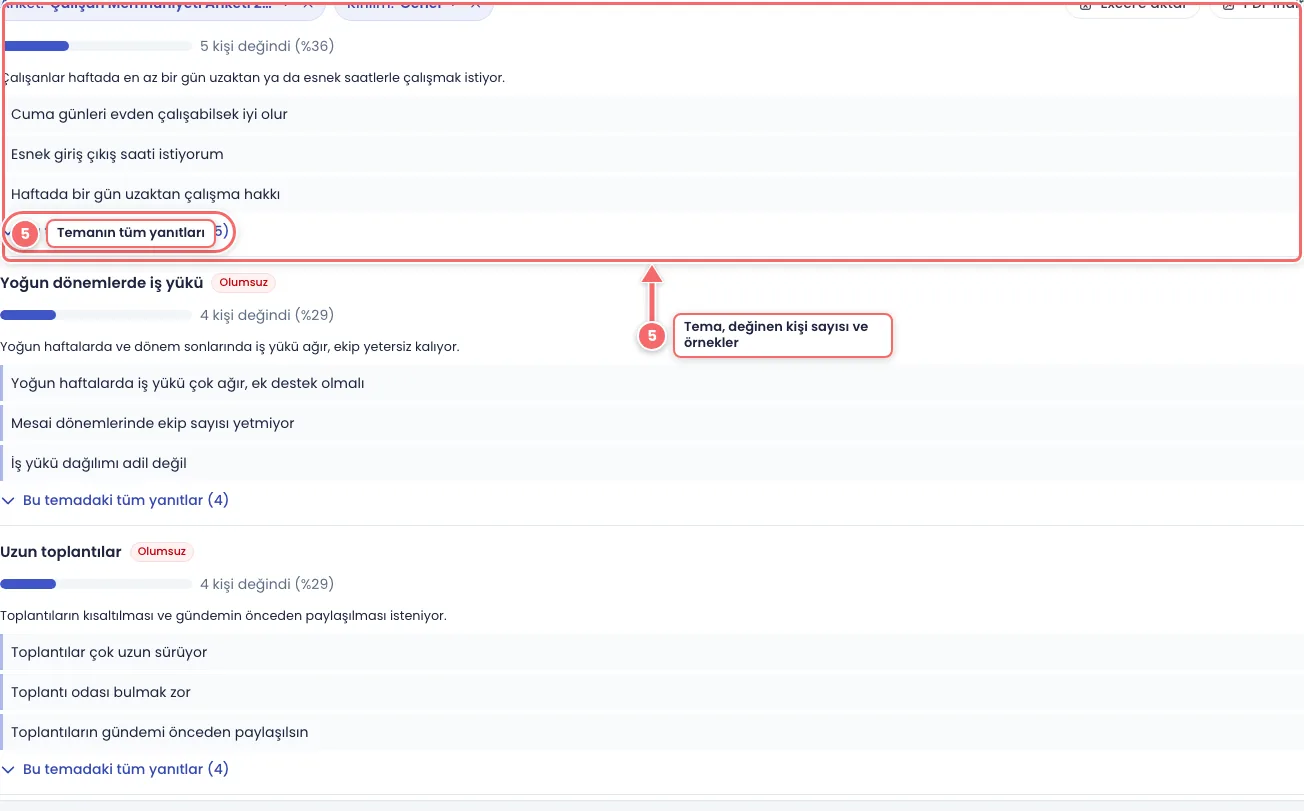 5 kişi değindi (%36)
Çalışanlar haftada en az bir gün uzaktan ya da esnek saatlerle çalışmak istiyor.
Cuma günleri evden çalışabilsek iyi olur
Esnek giriş çıkış saati istiyorum
Haftada bir gün uzaktan çalışma hakkı
5 Temanın tüm yanıtları 5)
Yoğun dönemlerde iş yükü Olumsuz
4 kişi değindi (%29)
5 Tema, değinen kişi sayısı ve
örnekler
Yoğun haftalarda ve dönem sonlarında iş yükü ağır, ekip yetersiz kalıyor.
Yoğun haftalarda iş yükü çok ağır, ek destek olmalı
Mesai dönemlerinde ekip sayısı yetmiyor
İş yükü dağılımı adil değil
Bu temadaki tüm yanıtlar (4)
Uzun toplantılar Olumsuz
4 kişi değindi (%29)
Toplantıların kısaltılması ve gündemin önceden paylaşılması isteniyor.
Toplantılar çok uzun sürüyor
Toplantı odası bulmak zor
Toplantıların gündemi önceden paylaşılsın
Bu temadaki tüm yanıtlar (4)